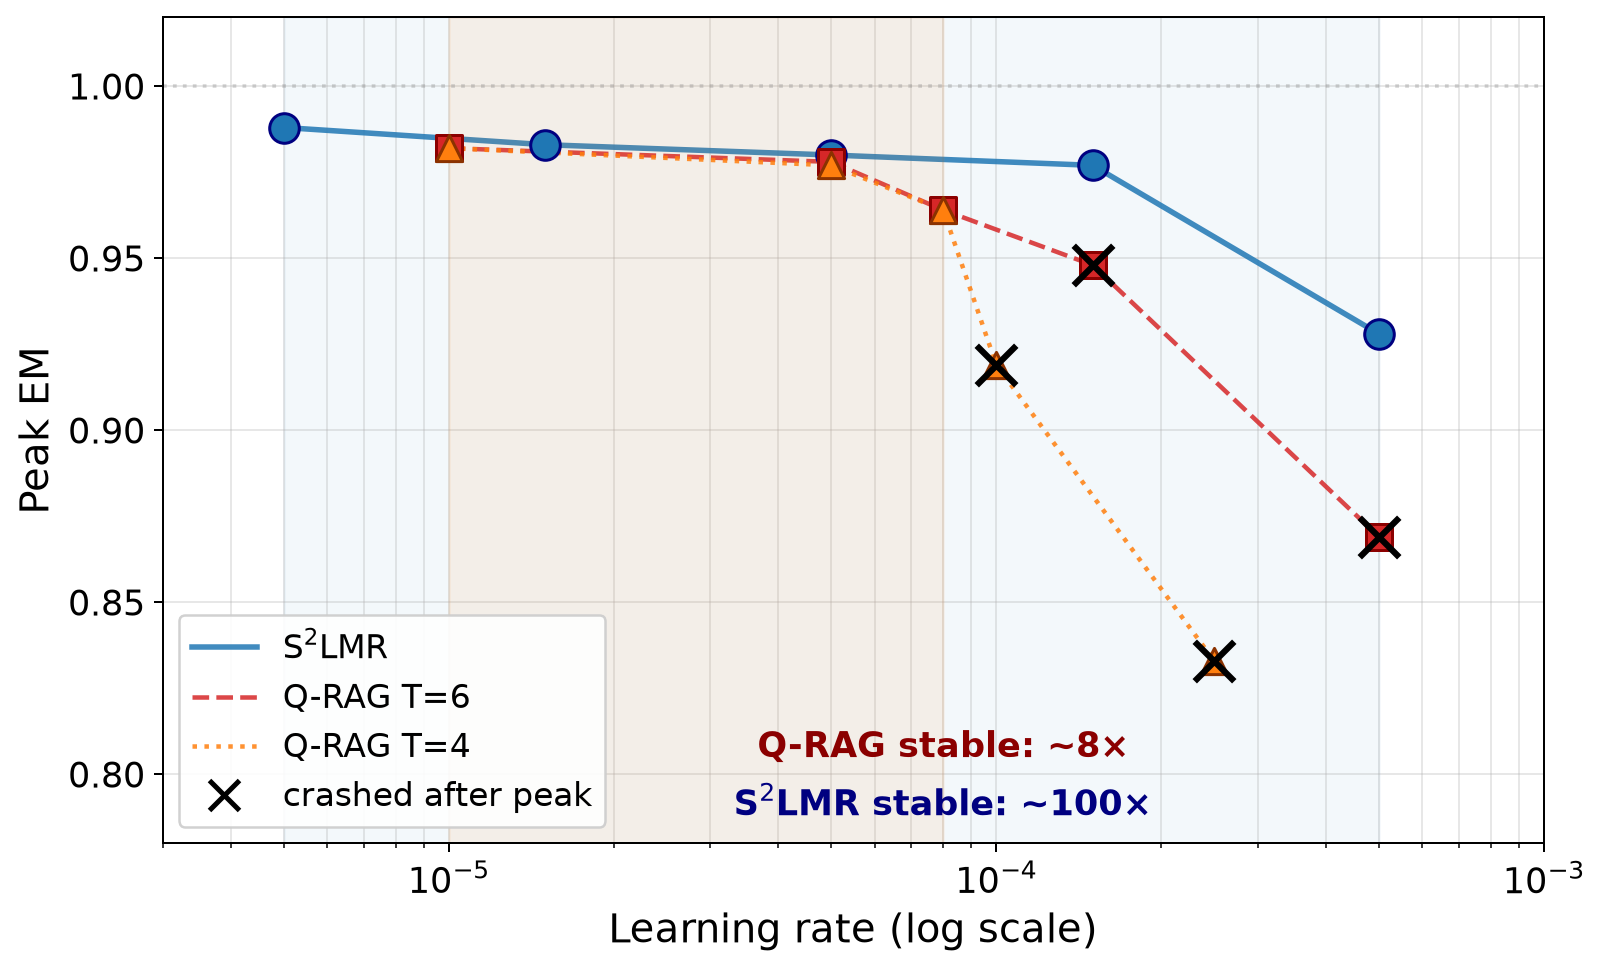 1.00
0.95
0.90
0.85
0.80
Peak EM
S²LMR
Q-RAG T=6
Q-RAG T=4
crashed after peak
Q-RAG stable: ~8×
S²LMR stable: ~100×
10⁻⁵
10⁻⁴
10⁻³
Learning rate (log scale)